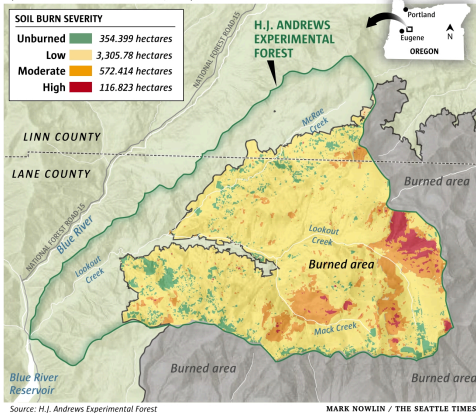 SOIL BURN SEVERITY
Unburned 354.399 hectares
Low 3,305.78 hectares
Moderate 572.414 hectares
High 116.823 hectares
H.J. ANDREWS
EXPERIMENTAL
FOREST
Portland
Eugene
N
OREGON
NATIONAL FOREST ROAD-15
McRae
Creek
LINN COUNTY
LANE COUNTY
Burned area
NATIONAL FOREST ROAD-15
Blue River
Lookout
Creek
Lookout
Creek
Burned area
Mack Creek
Blue River
Reservoir
Burned area
Burned area
Source: H.J. Andrews Experimental Forest
MARK NOWLIN / THE SEATTLE TIMES